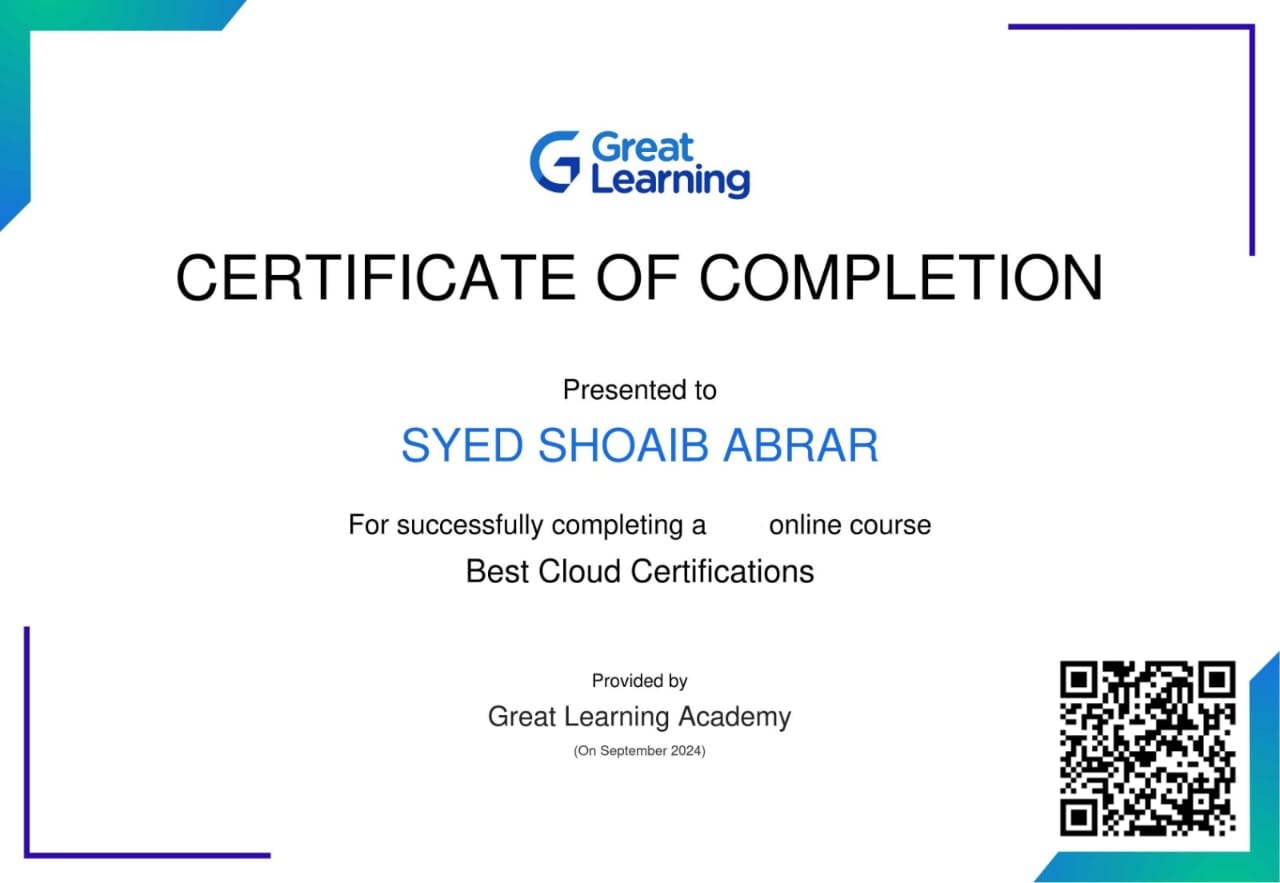 Great
Learning
CERTIFICATE OF COMPLETION
Presented to
SYED SHOAIB ABRAR
For successfully completing a online course
Best Cloud Certifications
Provided by
Great Learning Academy
(On September 2024)